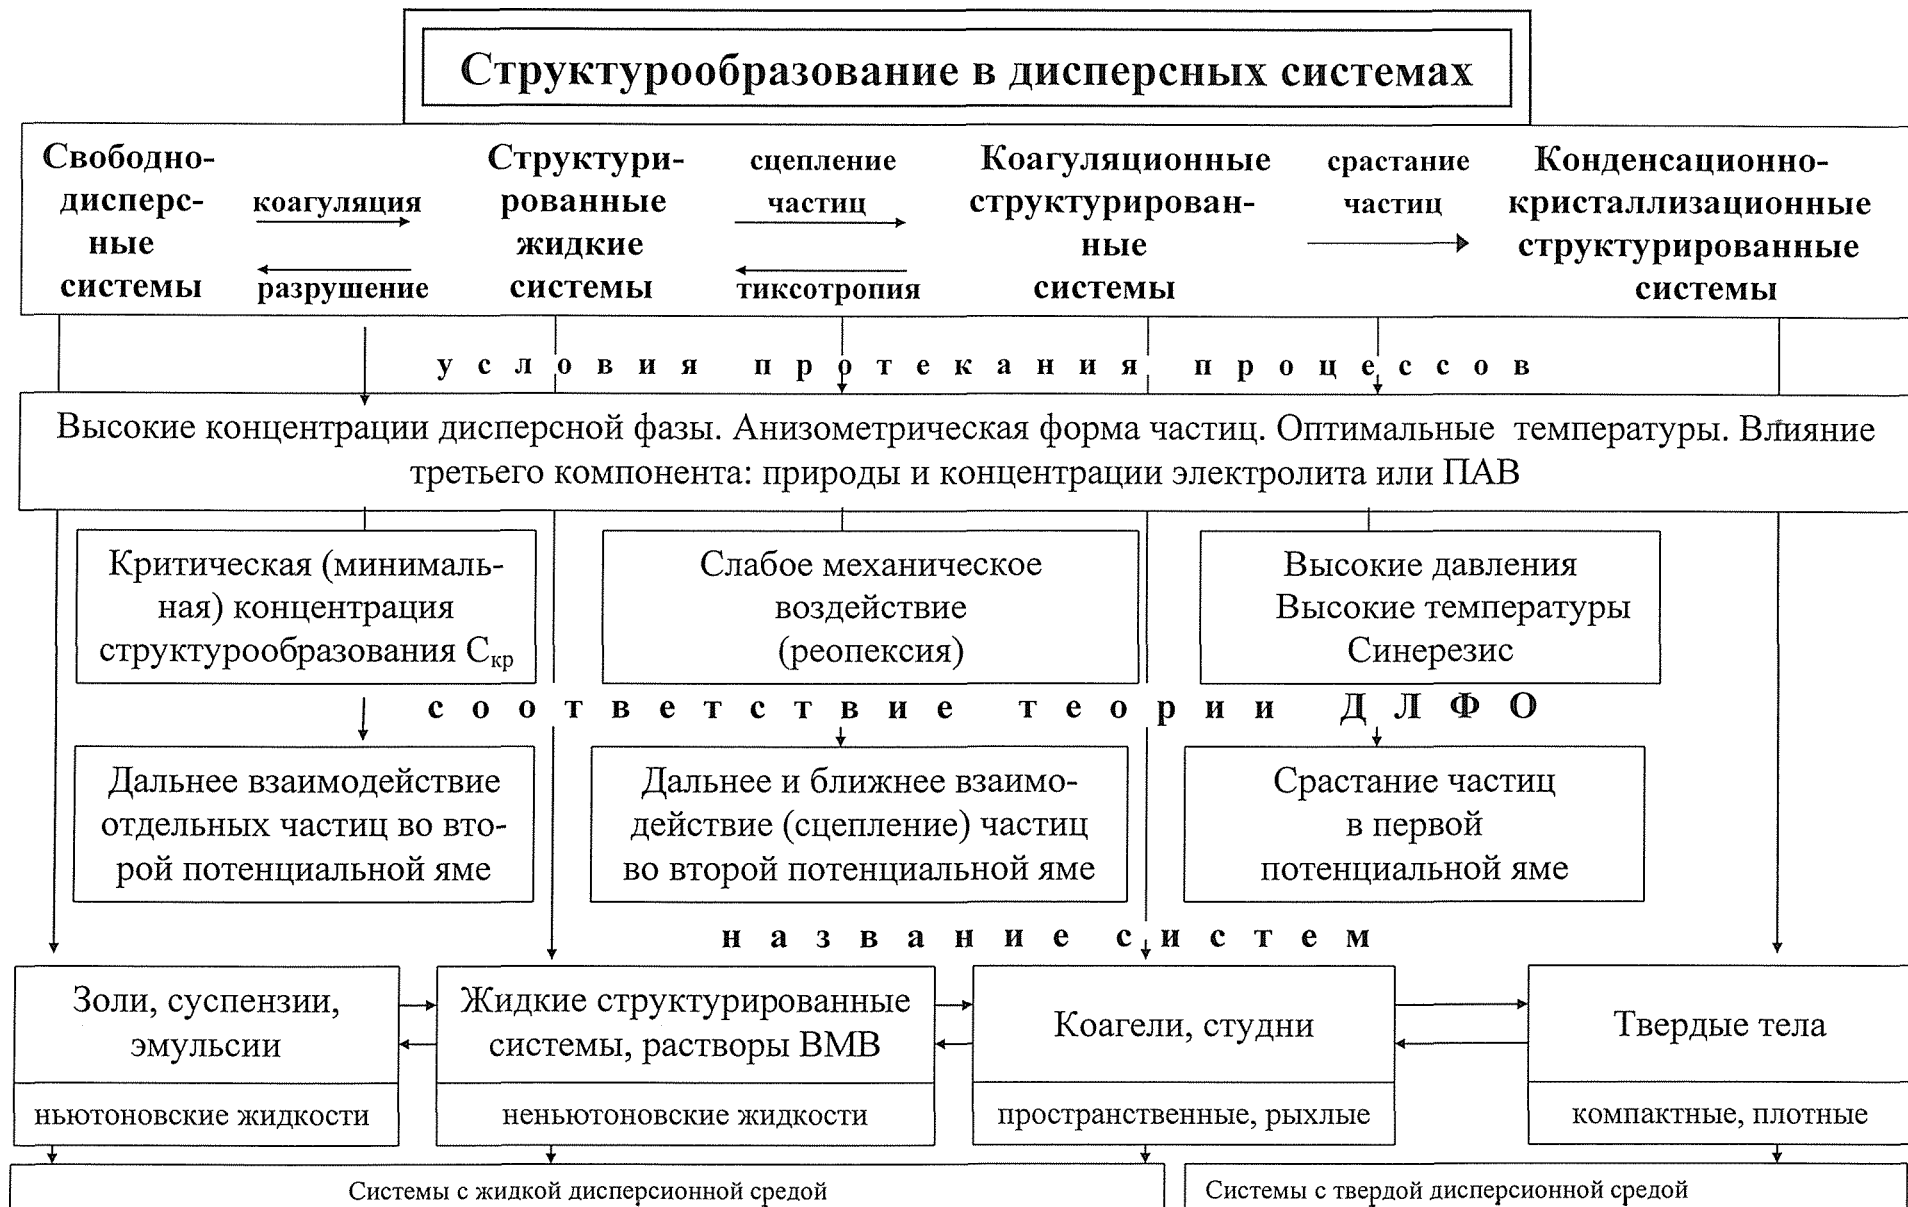 Структурообразование в дисперсных системах
Свободно-
дисперс-
ные
системы
коагуляция
разрушение
Структури-
рованные
жидкие
системы
сцепление
частиц
тиксотропия
Коагуляционные
структурирован-
ные
системы
срастание
частиц
Конденсационно-
кристаллизационные
структурированные
системы
условия протекания процессов
Высокие концентрации дисперсной фазы. Анизометрическая форма частиц. Оптимальные температуры. Влияние
третьего компонента: природы и концентрации электролита или ПАВ
Критическая (минималь-
ная) концентрация
структурообразования Скр
Слабое механическое
воздействие
(реопексия)
Высокие давления
Высокие температуры
Синерезис
соответствие теории ДЛФО
Дальнее взаимодействие
отдельных частиц во вто-
рой потенциальной яме
Дальнее и ближнее взаимо-
действие (сцепление) частиц
во второй потенциальной яме
Срастание частиц
в первой
потенциальной яме
название систем
Золи, суспензии,
эмульсии
ньютоновские жидкости
Жидкие структурированные
системы, растворы ВМВ
неньютоновские жидкости
Коагели, студни
пространственные, рыхлые
Твердые тела
компактные, плотные
Системы с жидкой дисперсионной средой
Системы с твердой дисперсионной средой